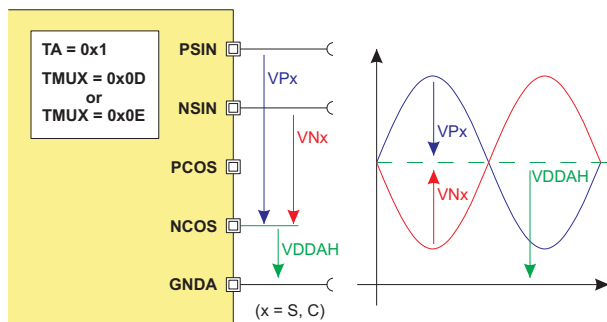 TA = 0x1
TMUX = 0x0D
or
TMUX = 0x0E
PSIN
NSIN
PCOS
NCOS
GNDA
VPx
VNx
VDDAH
(x = S, C)
VPx
VNx
VDDAH